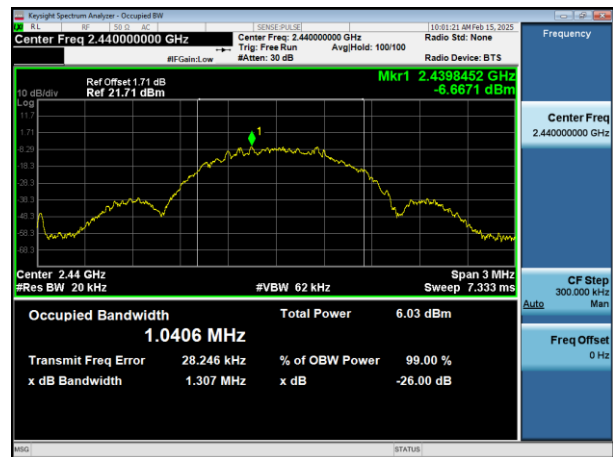 Keysight Spectrum Analyzer - Occupied BW
RL RF 50 Ω AC SENSE:PULSE 10:01:21 AM Feb 15, 2025
Center Freq 2.440000000 GHz
Center Freq: 2.440000000 GHz Radio Std: None
Trig: Free Run Avg|Hold: 100/100
#IFGain:Low #Atten: 30 dB Radio Device: BTS
Frequency
Ref Offset 1.71 dB Mkr1 2.4398452 GHz
10 dB/div Ref 21.71 dBm -6.6671 dBm
Log
11.7
1.71
-8.29
-18.3
-28.3
-38.3
-48.3
-58.3
-68.3
1
Center 2.44 GHz Span 3 MHz
#Res BW 20 kHz #VBW 62 kHz Sweep 7.333 ms
Occupied Bandwidth Total Power 6.03 dBm
1.0406 MHz
Transmit Freq Error 28.246 kHz % of OBW Power 99.00 %
x dB Bandwidth 1.307 MHz x dB -26.00 dB
Center Freq
2.440000000 GHz
CF Step
300.000 kHz
Auto Man
Freq Offset
0 Hz
MSG STATUS